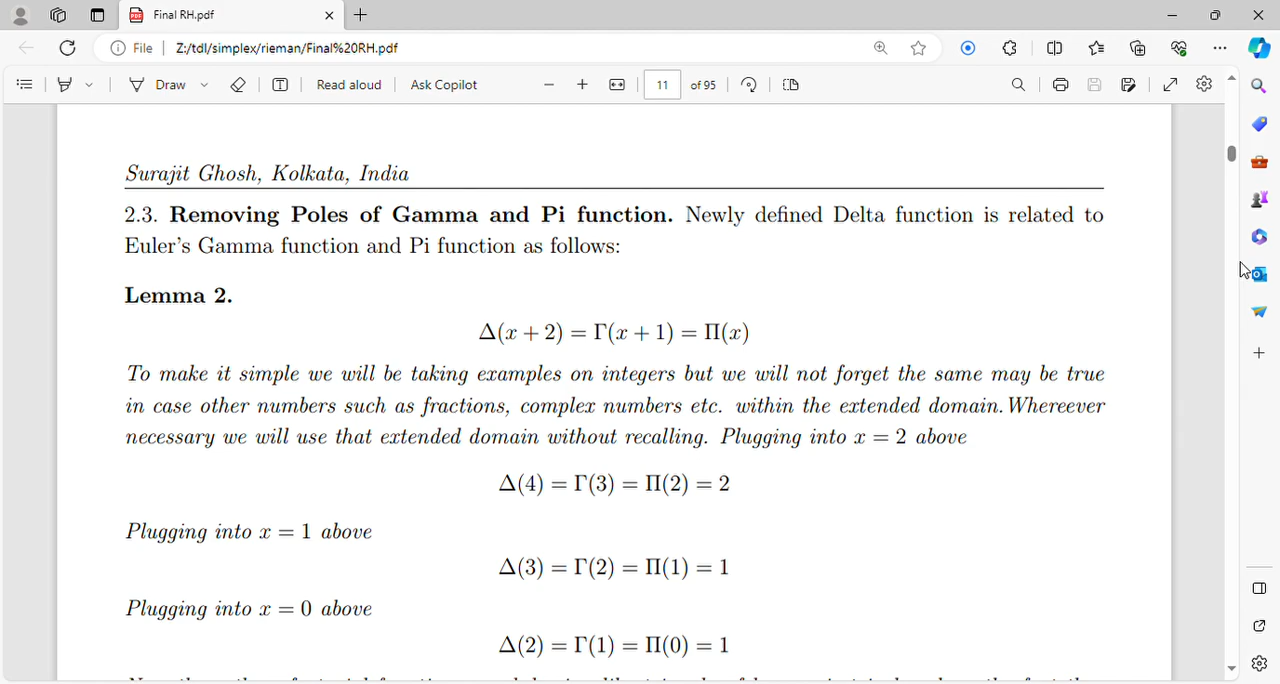 Final RH.pdf
File
Z:/tdl/simplex/rieman/Final%20RH.pdf
Draw
Read aloud
Ask Copilot
11
of 95
Surajit Ghosh, Kolkata, India
2.3. Removing Poles of Gamma and Pi function. Newly defined Delta function is related to
Euler's Gamma function and Pi function as follows:
Lemma 2.
Δ(x + 2) = Γ(x + 1) = Π(x)
To make it simple we will be taking examples on integers but we will not forget the same may be true
in case other numbers such as fractions, complex numbers etc. within the extended domain.Whereever
necessary we will use that extended domain without recalling. Plugging into x = 2 above
Δ(4) = Γ(3) = Π(2) = 2
Plugging into x = 1 above
Δ(3) = Γ(2) = Π(1) = 1
Plugging into x = 0 above
Δ(2) = Γ(1) = Π(0) = 1